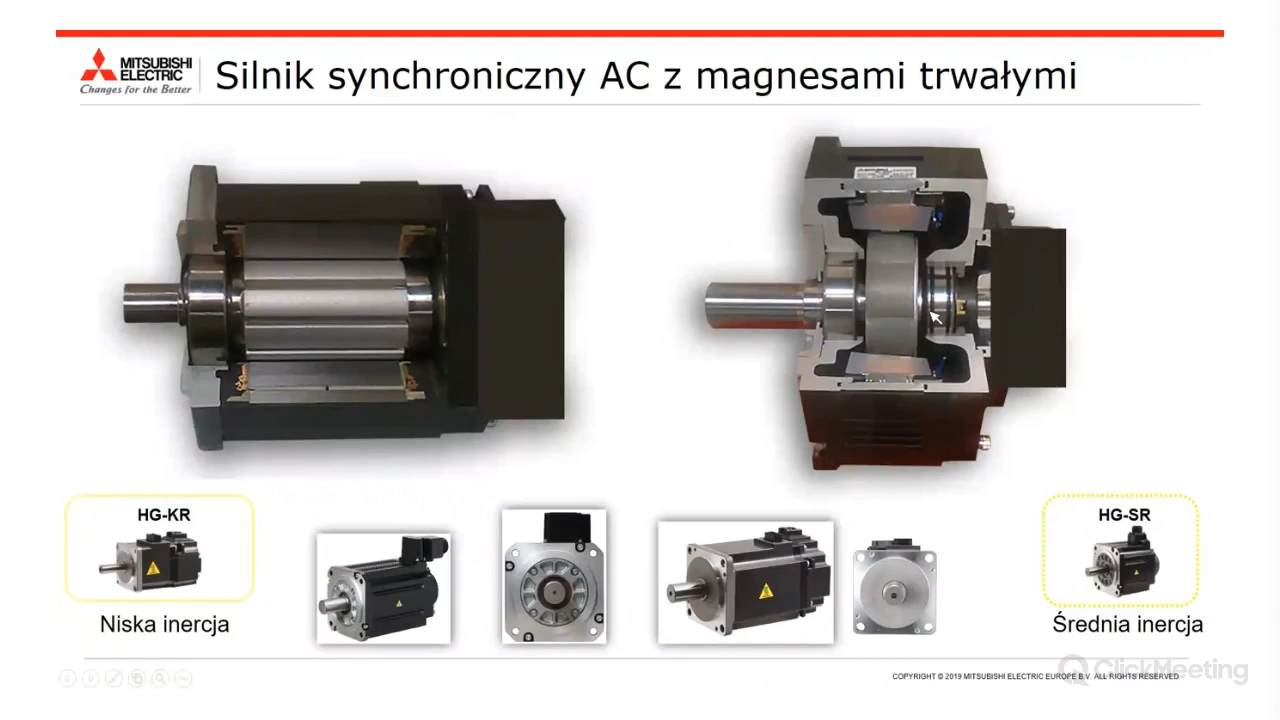 MITSUBISHI
ELECTRIC
Changes for the Better
Silnik synchroniczny AC z magnesami trwałymi
HG-KR
Niska inercja
HG-SR
Średnia inercja
COPYRIGHT © 2019 MITSUBISHI ELECTRIC EUROPE B.V. ALL RIGHTS RESERVED
ClickMeeting